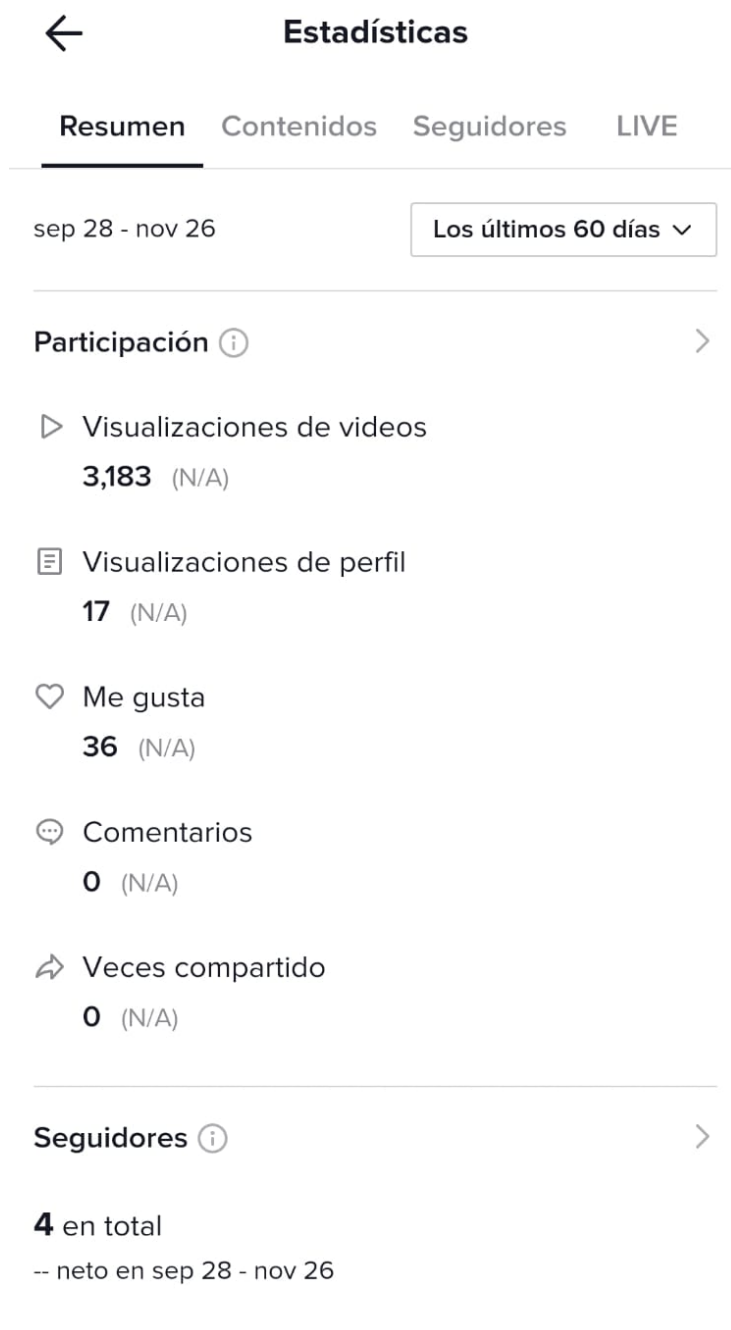 Estadísticas
Resumen Contenidos Seguidores LIVE
sep 28 - nov 26 Los últimos 60 días
Participación
Visualizaciones de videos
3,183 (N/A)
Visualizaciones de perfil
17 (N/A)
Me gusta
36 (N/A)
Comentarios
0 (N/A)
Veces compartido
0 (N/A)
Seguidores
4 en total
-- neto en sep 28 - nov 26